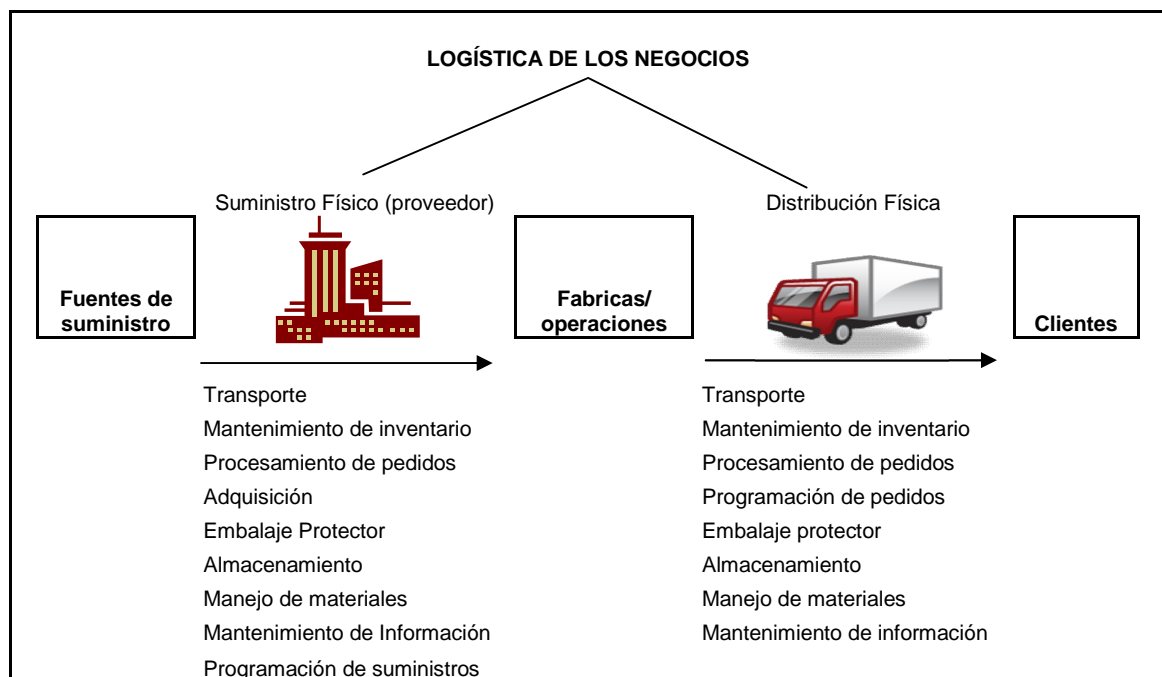 LOGÍSTICA DE LOS NEGOCIOS
Suministro Físico (proveedor)
Distribución Física
Fuentes de
suministro
Fabricas/
operaciones
Clientes
Transporte
Mantenimiento de inventario
Procesamiento de pedidos
Adquisición
Embalaje Protector
Almacenamiento
Manejo de materiales
Mantenimiento de Información
Programación de suministros
Transporte
Mantenimiento de inventario
Procesamiento de pedidos
Programación de pedidos
Embalaje protector
Almacenamiento
Manejo de materiales
Mantenimiento de información